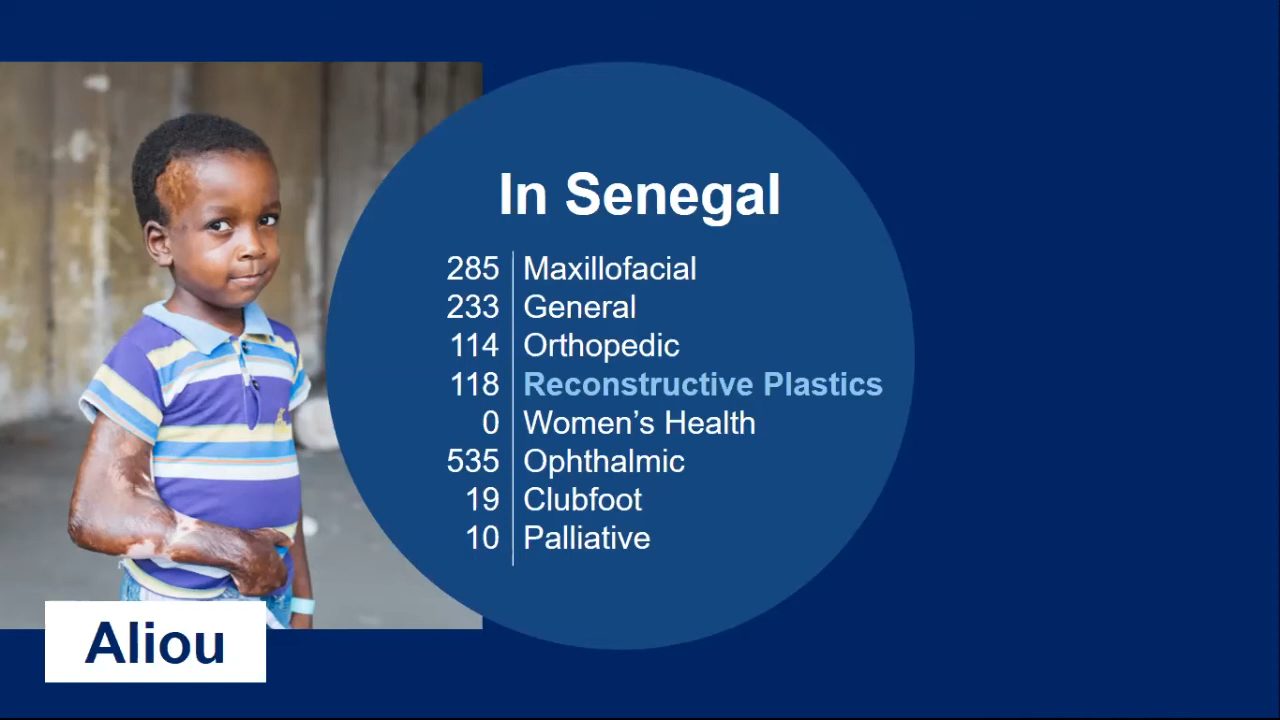 In Senegal
285 Maxillofacial
233 General
114 Orthopedic
118 Reconstructive Plastics
0 Women’s Health
535 Ophthalmic
19 Clubfoot
10 Palliative
Aliou